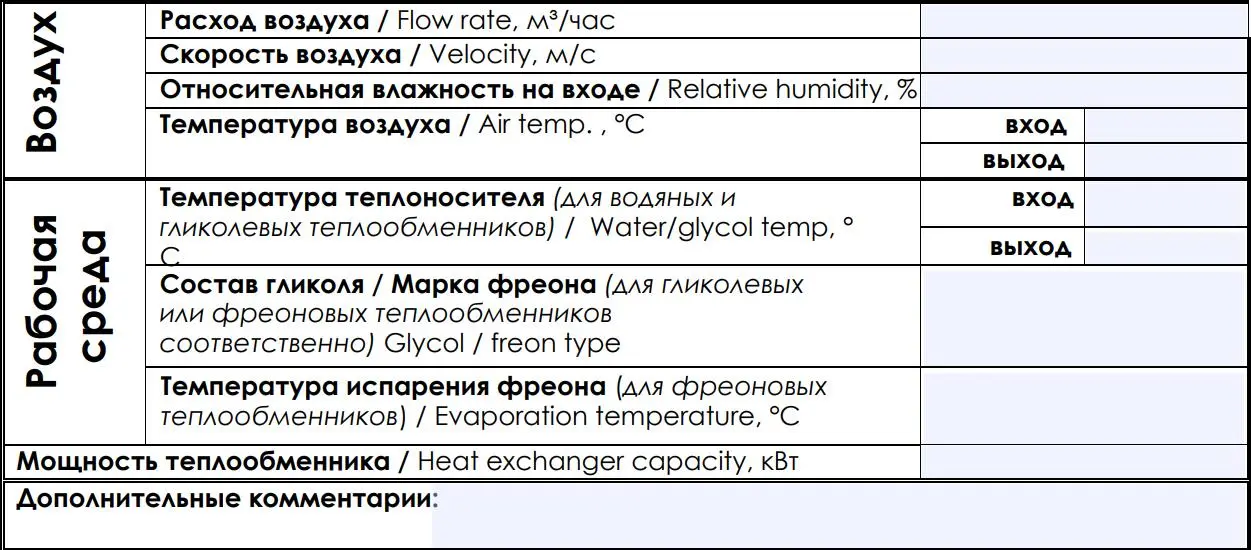 Воздух
Расход воздуха / Flow rate, м³/час
Скорость воздуха / Velocity, м/с
Относительная влажность на входе / Relative humidity, %
Температура воздуха / Air temp. , °C
вход
выход
Рабочая
среда
Температура теплоносителя (для водяных и
гликолевых теплообменников) / Water/glycol temp, °
C
вход
выход
Состав гликоля / Марка фреона (для гликолевых
или фреоновых теплообменников
соответственно) Glycol / freon type
Температура испарения фреона (для фреоновых
теплообменников) / Evaporation temperature, °C
Мощность теплообменника / Heat exchanger capacity, кВт
Дополнительные комментарии: